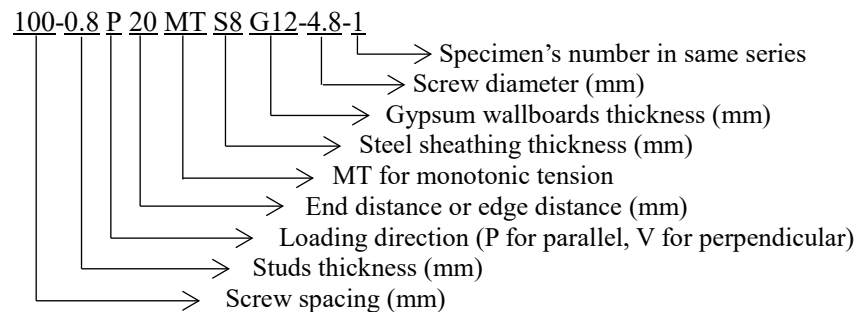 100-0.8 P 20 MT S8 G12-4.8-1
Specimen’s number in same series
Screw diameter (mm)
Gypsum wallboards thickness (mm)
Steel sheathing thickness (mm)
MT for monotonic tension
End distance or edge distance (mm)
Loading direction (P for parallel, V for perpendicular)
Studs thickness (mm)
Screw spacing (mm)